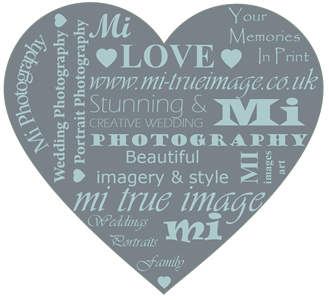 Mi Photography
Wedding Photography
Portrait Photography
Mi
Your
Memories
In Print
LOVE
www.mi-trueimage.co.uk
Stunning &
CREATIVE WEDDING
Mi
PHOTOGRAPHY
Beautiful
imagery & style
MI
images
art
mi true image
Weddings
mi
Portraits
Family